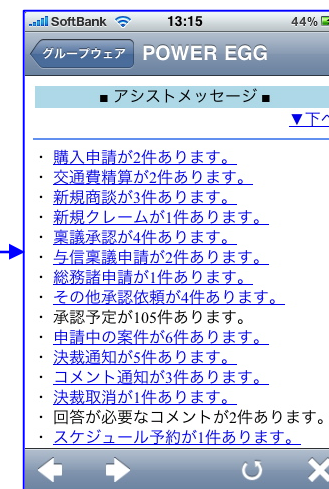 SoftBank 13:15 44%
グループウェア POWER EGG
■ アシストメッセージ ■
▼下へ
・ 購入申請が2件あります。
・ 交通費精算が2件あります。
・ 新規商談が3件あります。
・ 新規クレームが1件あります。
・ 稟議承認が4件あります。
・ 与信稟議申請が2件あります。
・ 総務諸申請が1件あります。
・ その他承認依頼が4件あります。
・ 承認予定が105件あります。
・ 申請中の案件が6件あります。
・ 決裁通知が5件あります。
・ コメント通知が3件あります。
・ 決裁取消が1件あります。
・ 回答が必要なコメントが2件あります。
・ スケジュール予約が1件あります。